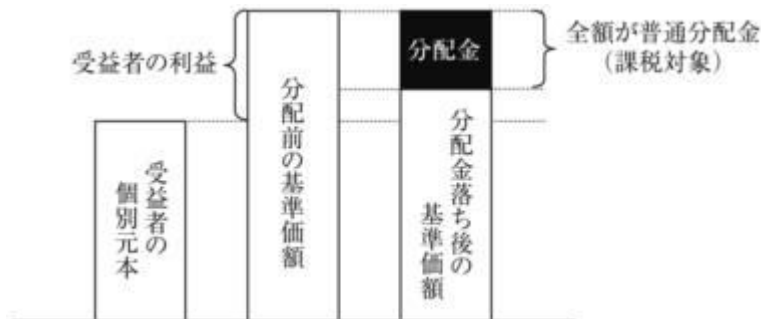 受益者の利益
分配金
全額が普通分配金
（課税対象）
受益者の
個別元本
分配前の基準価額
分配金落ち後の
基準価額